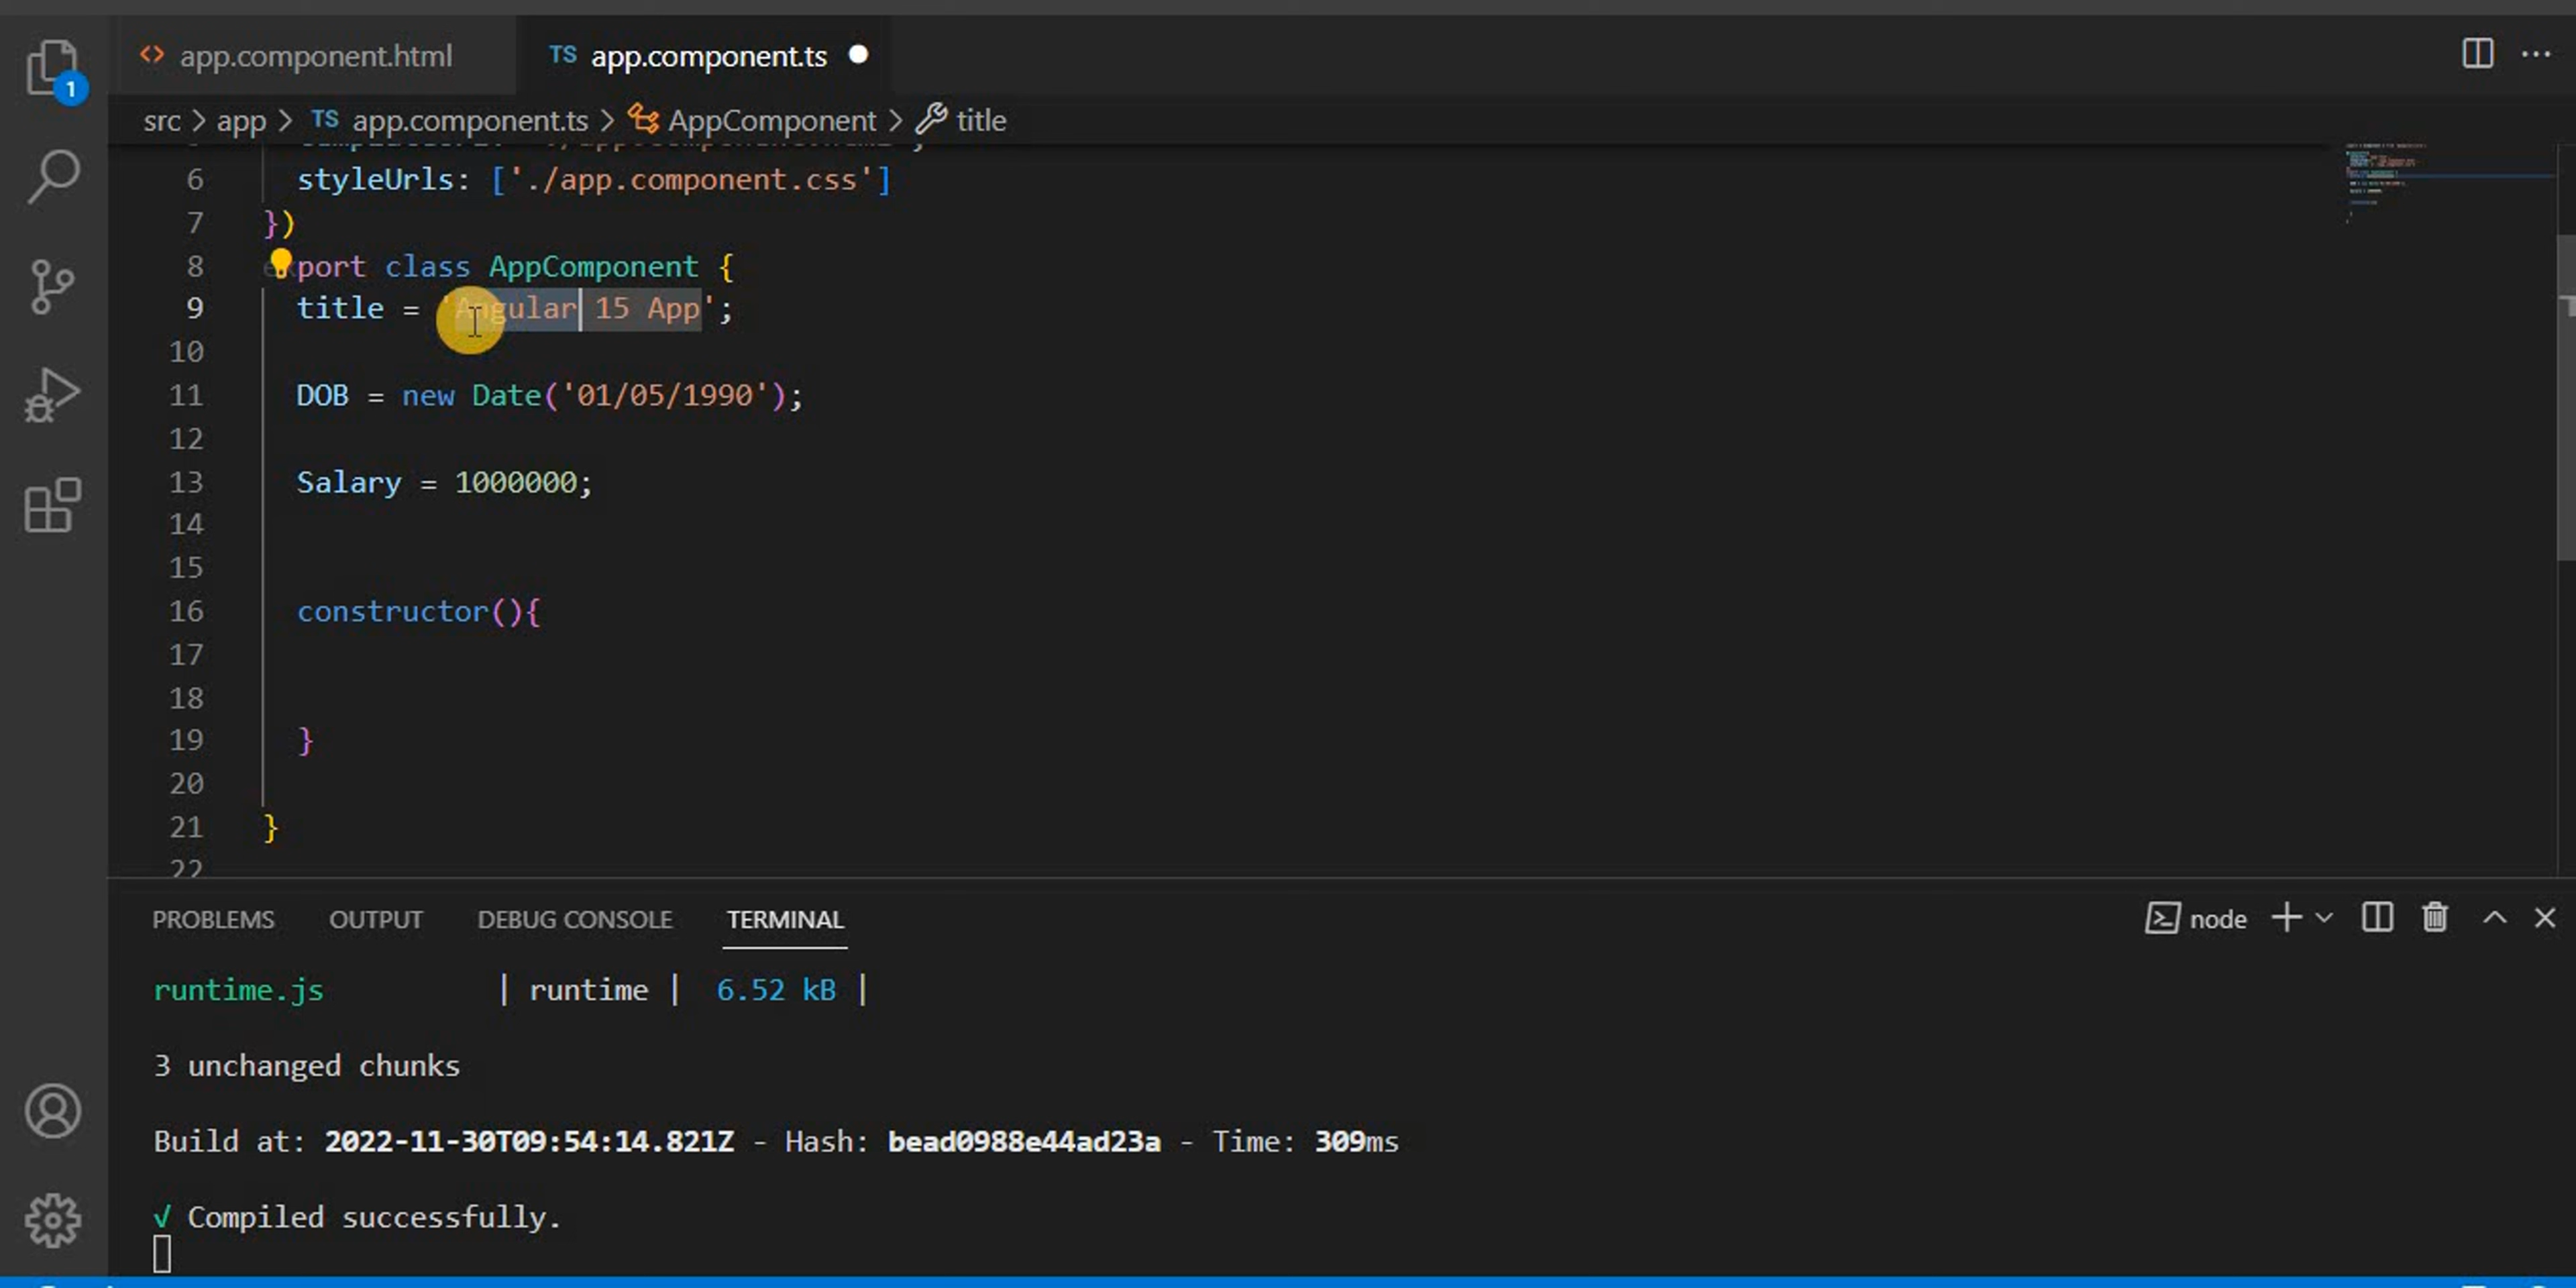 app.component.html
TS app.component.ts
src > app > TS app.component.ts > AppComponent > title
1
6 styleUrls: ['./app.component.css']
7 })
8 export class AppComponent {
9 title = 'Angular 15 App';
10
11 DOB = new Date('01/05/1990');
12
13 Salary = 1000000;
14
15
16 constructor(){
17
18
19 }
20
21 }
22
PROBLEMS OUTPUT DEBUG CONSOLE TERMINAL node
runtime.js | runtime | 6.52 kB |
3 unchanged chunks
Build at: 2022-11-30T09:54:14.821Z - Hash: bead0988e44ad23a - Time: 309ms
√ Compiled successfully.